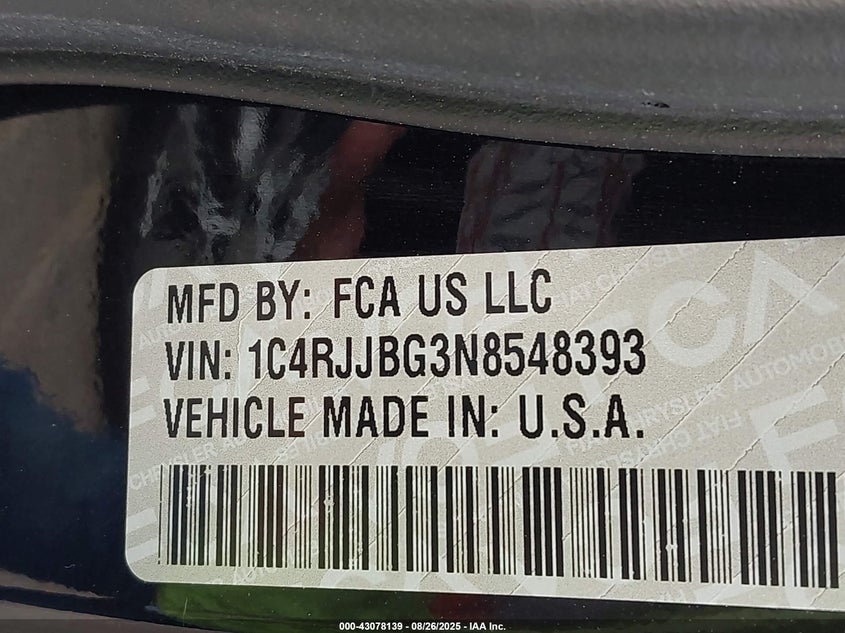 MFD BY: FCA US LLC
VIN: 1C4RJJBG3N8548393
VEHICLE MADE IN: U.S.A.
000-43078139 - 08/26/2025 - IAA Inc.